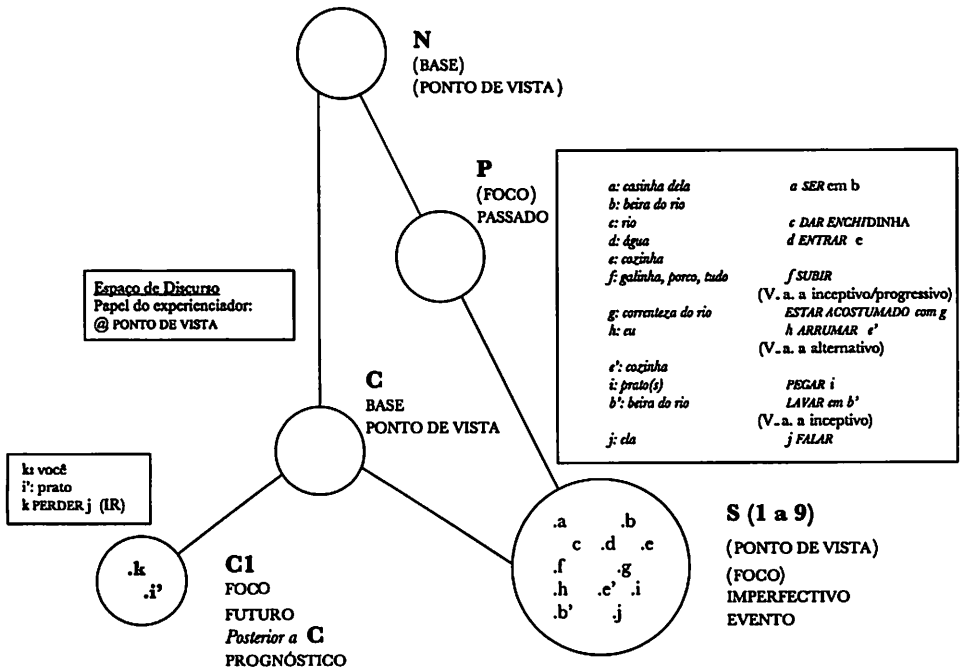 N
(BASE)
(PONTO DE VISTA)
P
(FOCO)
PASSADO
a: casinha dela a SER em b
b: beira do rio
c: rio c DAR ENCHIDINHA
d: água d ENTRAR e
e: cozinha
f: galinha, porco, tudo f SUBIR
(V. a. a inceptivo/progressivo)
g: correnteza do rio ESTAR ACOSTUMADO com g
h: eu h ARRUMAR e'
(V. a. a alternativo)
e': cozinha
i: prato(s) PEGAR i
b': beira do rio LAVAR em b'
(V. a. a inceptivo)
j: ela j FALAR
Espaço de Discurso
Papel do experienciador:
@ PONTO DE VISTA
C
BASE
PONTO DE VISTA
k: você
i': prato
k PERDER j (IR)
.k
.i'
C1
FOCO
FUTURO
Posterior a C
PROGNÓSTICO
.a .b
c .d .e
.f .g
.h .e' .i
.b' .j
S (1 a 9)
(PONTO DE VISTA)
(FOCO)
IMPERFECTIVO
EVENTO